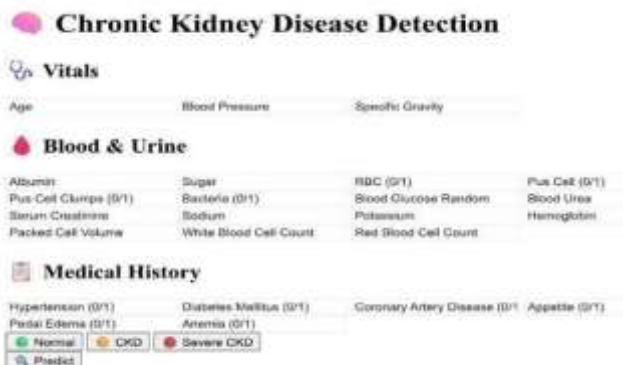 Chronic Kidney Disease Detection
Vitals
Age Blood Pressure Specific Gravity
Blood & Urine
Albumin Sugar RBC (0/1) Pus Cell (0/1)
Pus Cell Clumps (0/1) Bacteria (0/1) Blood Glucose Random Blood Urea
Serum Creatinine Sodium Potassium Hemoglobin
Packed Cell Volume White Blood Cell Count Red Blood Cell Count
Medical History
Hypertension (0/1) Diabetes Mellitus (0/1) Coronary Artery Disease (0/1 Appetite (0/1)
Pedal Edema (0/1) Anemia (0/1)
Normal CKD Severe CKD
Predict